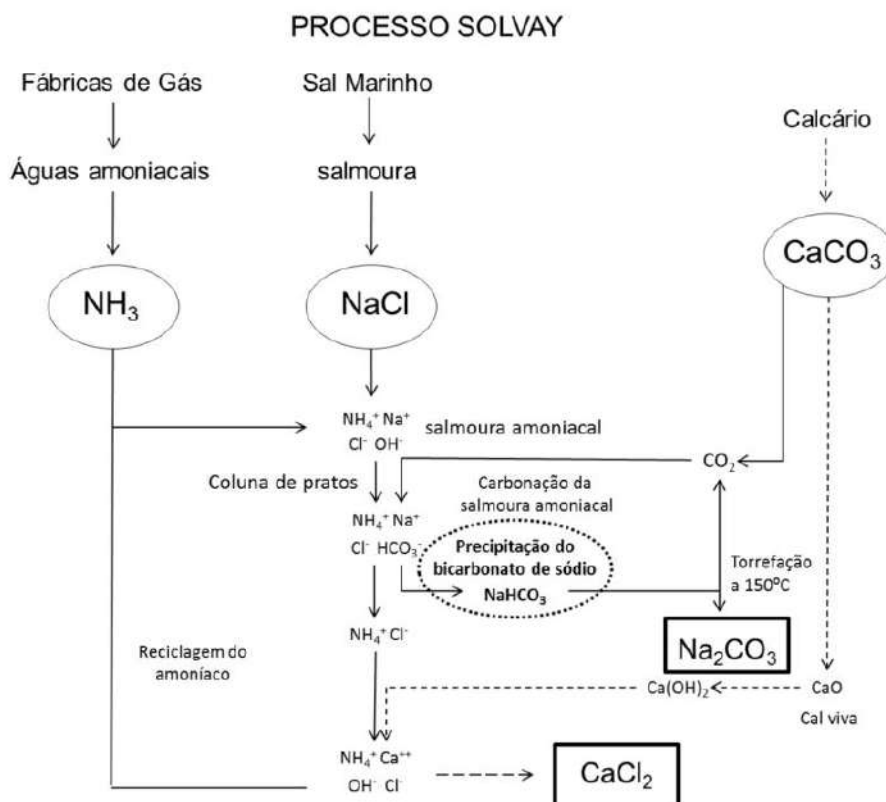 PROCESSO SOLVAY
Fábricas de Gás
Sal Marinho
Calcário
Águas amoniacais
salmoura
CaCO₃
NH₃
NaCl
NH₄⁺ Na⁺
Cl⁻ OH⁻
salmoura amoniacal
CO₂
Coluna de pratos
Carbonação da
salmoura amoniacal
NH₄⁺ Na⁺
Cl⁻ HCO₃⁻
Precipitação do
bicarbonato de sódio
NaHCO₃
Torrefação
a 150ºC
NH₄⁺ Cl⁻
Na₂CO₃
Reciclagem do
amoníaco
Ca(OH)₂
CaO
Cal viva
NH₄⁺ Ca⁺⁺
OH⁻ Cl⁻
CaCl₂